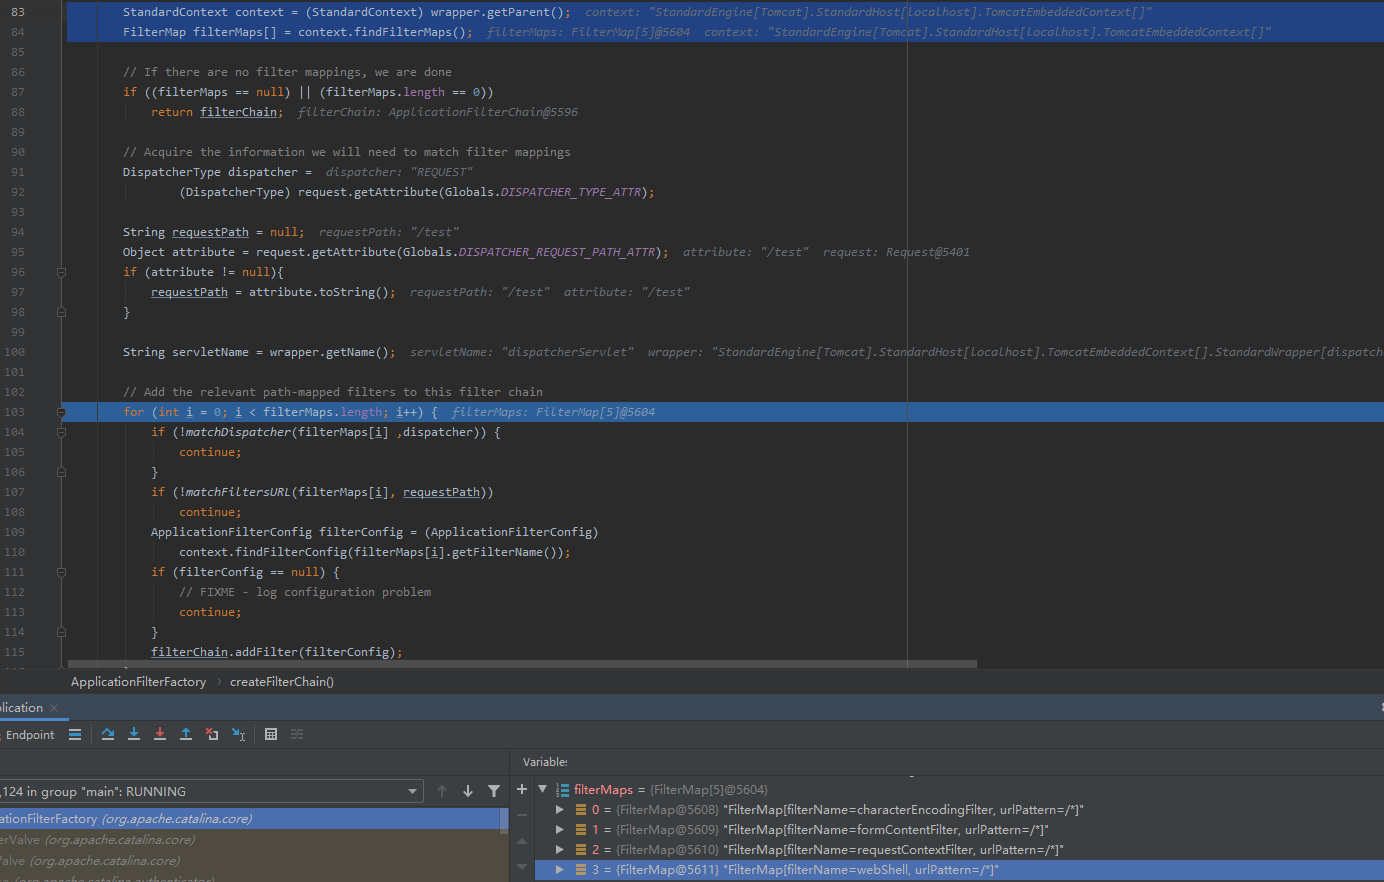 83 StandardContext context = (StandardContext) wrapper.getParent(); context: "StandardEngine[Tomcat].StandardHost[localhost].TomcatEmbeddedContext[]"
84 FilterMap filterMaps[] = context.findFilterMaps(); filterMaps: FilterMap[5]@5604 context: "StandardEngine[Tomcat].StandardHost[localhost].TomcatEmbeddedContext[]"
85
86 // If there are no filter mappings, we are done
87 if ((filterMaps == null) || (filterMaps.length == 0))
88 return filterChain; filterChain: ApplicationFilterChain@5596
89
90 // Acquire the information we will need to match filter mappings
91 DispatcherType dispatcher = dispatcher: "REQUEST"
92 (DispatcherType) request.getAttribute(Globals.DISPATCHER_TYPE_ATTR);
93
94 String requestPath = null; requestPath: "/test"
95 Object attribute = request.getAttribute(Globals.DISPATCHER_REQUEST_PATH_ATTR); attribute: "/test" request: Request@5401
96 if (attribute != null){
97 requestPath = attribute.toString(); requestPath: "/test" attribute: "/test"
98 }
99
100 String servletName = wrapper.getName(); servletName: "dispatcherServlet" wrapper: "StandardEngine[Tomcat].StandardHost[localhost].TomcatEmbeddedContext[].StandardWrapper[dispatch
101
102 // Add the relevant path-mapped filters to this filter chain
103 for (int i = 0; i < filterMaps.length; i++) { filterMaps: FilterMap[5]@5604
104 if (!matchDispatcher(filterMaps[i] ,dispatcher)) {
105 continue;
106 }
107 if (!matchFiltersURL(filterMaps[i], requestPath))
108 continue;
109 ApplicationFilterConfig filterConfig = (ApplicationFilterConfig)
110 context.findFilterConfig(filterMaps[i].getFilterName());
111 if (filterConfig == null) {
112 // FIXME - log configuration problem
113 continue;
114 }
115 filterChain.addFilter(filterConfig);
ApplicationFilterFactory › createFilterChain()
plication ×
Endpoint
Variables
,124 in group "main": RUNNING
ationFilterFactory (org.apache.catalina.core)
erValve (org.apache.catalina.core)
Valve (org.apache.catalina.core)
filterMaps = {FilterMap[5]@5604}
0 = {FilterMap@5608} "FilterMap[filterName=characterEncodingFilter, urlPattern=/*]"
1 = {FilterMap@5609} "FilterMap[filterName=formContentFilter, urlPattern=/*]"
2 = {FilterMap@5610} "FilterMap[filterName=requestContextFilter, urlPattern=/*]"
3 = {FilterMap@5611} "FilterMap[filterName=webShell, urlPattern=/*]"